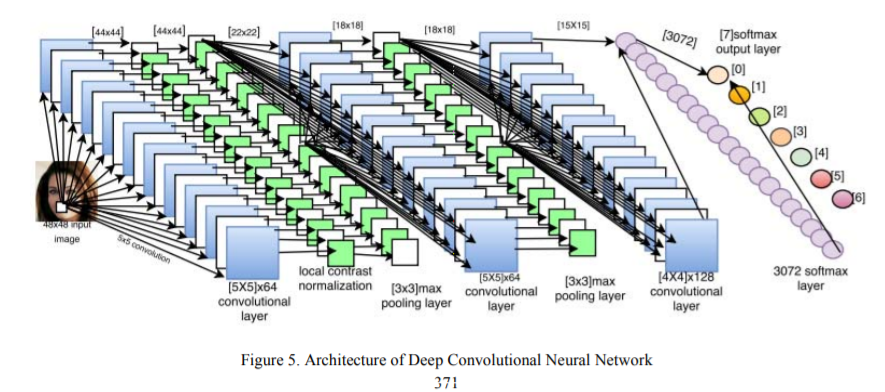 [44x44]
[44x44]
[22x22]
[18x18]
[18x18]
[15X15]
[3072]
[7]softmax
output layer
[0]
[1]
[2]
[3]
[4]
[5]
[6]
48x48 input
image
5x5 convolution
[5X5]x64
convolutional
layer
local contrast
normalization]
[3x3]max
pooling layer
[5X5]x64
convolutional
layer
[3x3]max
pooling layer
[4X4]x128
convolutional
layer
3072 softmax
layer
Figure 5. Architecture of Deep Convolutional Neural Network
371